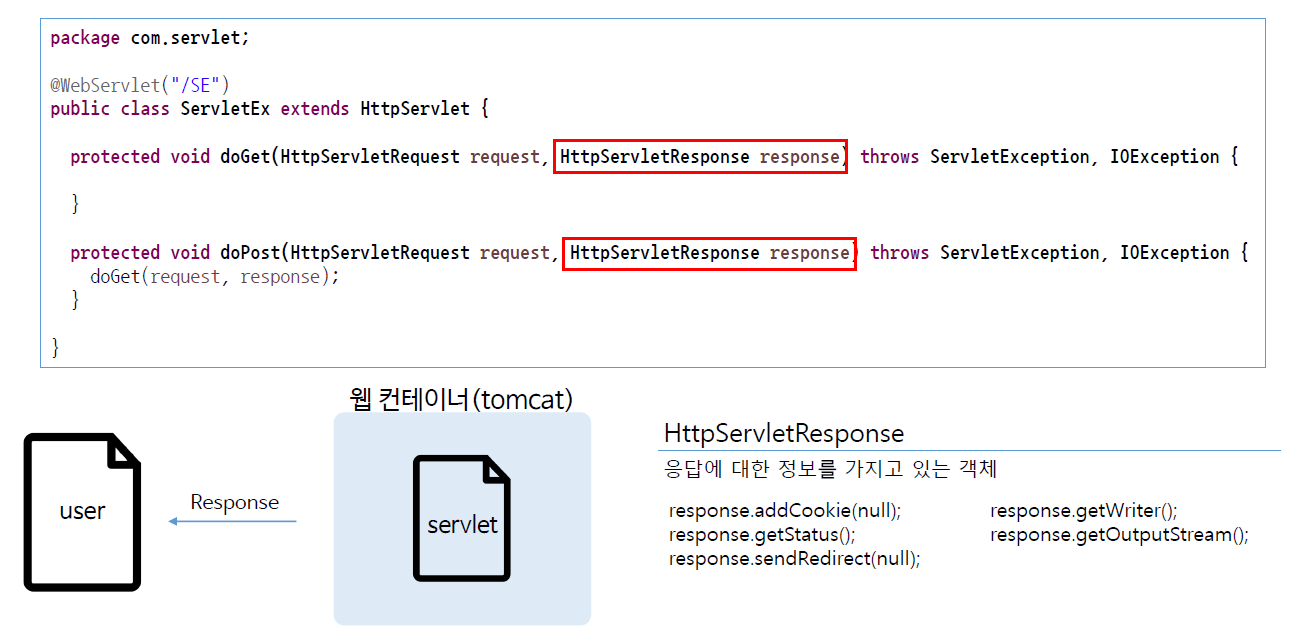 package com.servlet;
@WebServlet("/SE")
public class ServletEx extends HttpServlet {
protected void doGet(HttpServletRequest request, HttpServletResponse response) throws ServletException, IOException {
}
protected void doPost(HttpServletRequest request, HttpServletResponse response) throws ServletException, IOException {
doGet(request, response);
}
}
웹 컨테이너(tomcat)
user
Response
servlet
HttpServletResponse
응답에 대한 정보를 가지고 있는 객체
response.addCookie(null);
response.getStatus();
response.sendRedirect(null);
response.getWriter();
response.getOutputStream();